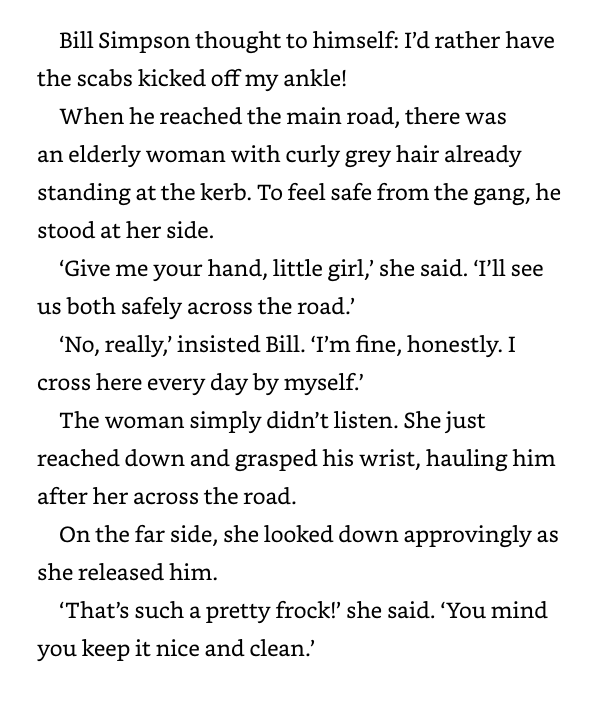 Bill Simpson thought to himself: I’d rather have
the scabs kicked off my ankle!
When he reached the main road, there was
an elderly woman with curly grey hair already
standing at the kerb. To feel safe from the gang, he
stood at her side.
‘Give me your hand, little girl,’ she said. ‘I’ll see
us both safely across the road.’
‘No, really,’ insisted Bill. ‘I’m fine, honestly. I
cross here every day by myself.’
The woman simply didn’t listen. She just
reached down and grasped his wrist, hauling him
after her across the road.
On the far side, she looked down approvingly as
she released him.
‘That’s such a pretty frock!’ she said. ‘You mind
you keep it nice and clean.’